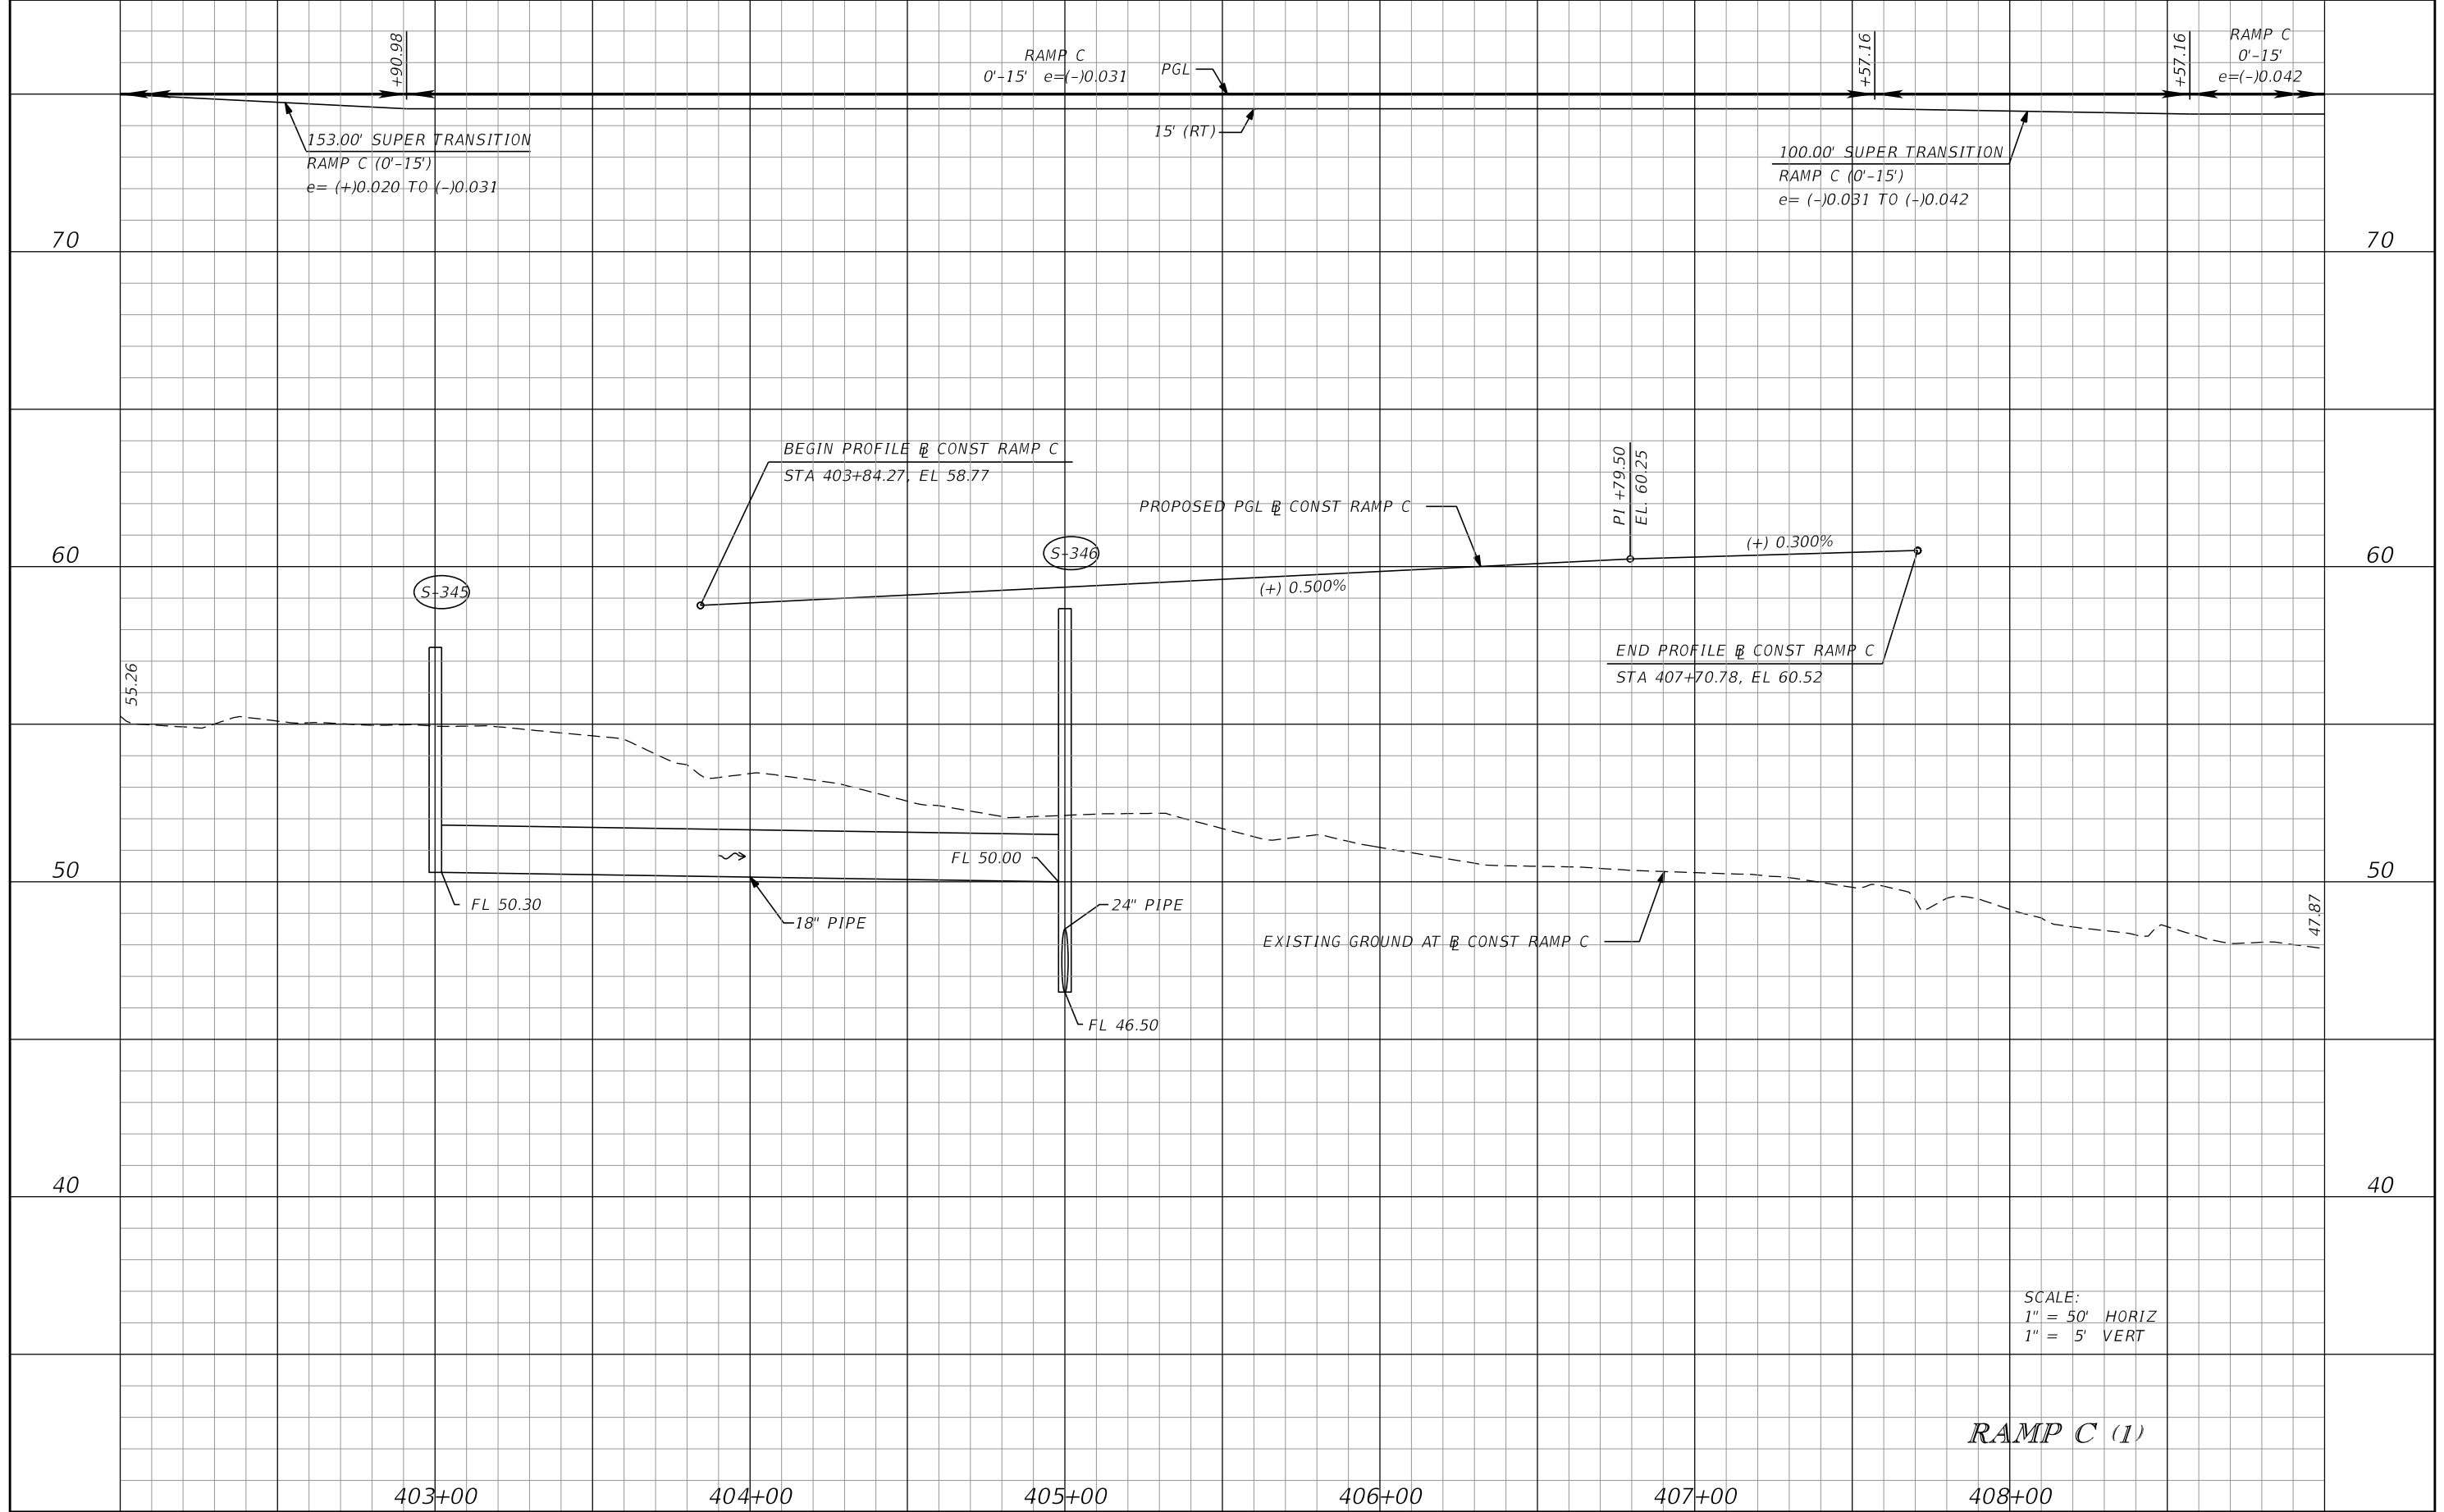 +90.98
RAMP C
0'-15' e=(-)0.031
PGL
+57.16
+57.16
RAMP C
0'-15'
e=(-)0.042
15' (RT)
153.00' SUPER TRANSITION
RAMP C (0'-15')
e= (+)0.020 TO (-)0.031
100.00' SUPER TRANSITION
RAMP C (0'-15')
e= (-)0.031 TO (-)0.042
70
70
BEGIN PROFILE BL CONST RAMP C
STA 403+84.27, EL 58.77
PI +79.50
EL. 60.25
PROPOSED PGL BL CONST RAMP C
60
60
(+) 0.300%
S-346
(+) 0.500%
S-345
END PROFILE BL CONST RAMP C
STA 407+70.78, EL 60.52
55.26
50
50
FL 50.00
FL 50.30
18" PIPE
24" PIPE
EXISTING GROUND AT BL CONST RAMP C
47.87
FL 46.50
40
40
SCALE:
1" = 50' HORIZ
1" = 5' VERT
RAMP C (1)
403+00
404+00
405+00
406+00
407+00
408+00